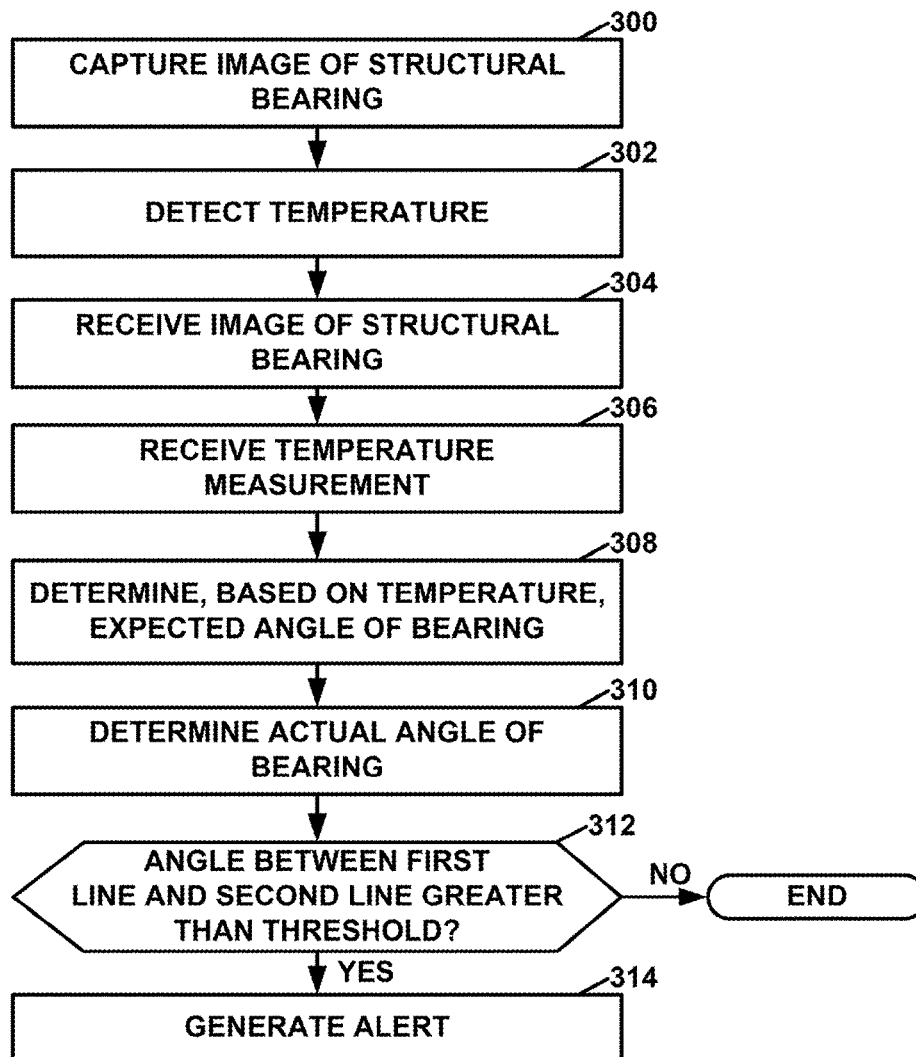 300
CAPTURE IMAGE OF STRUCTURAL
BEARING
302
DETECT TEMPERATURE
304
RECEIVE IMAGE OF STRUCTURAL
BEARING
306
RECEIVE TEMPERATURE
MEASUREMENT
308
DETERMINE, BASED ON TEMPERATURE,
EXPECTED ANGLE OF BEARING
310
DETERMINE ACTUAL ANGLE OF
BEARING
312
ANGLE BETWEEN FIRST
LINE AND SECOND LINE GREATER
THAN THRESHOLD?
NO
END
YES
314
GENERATE ALERT